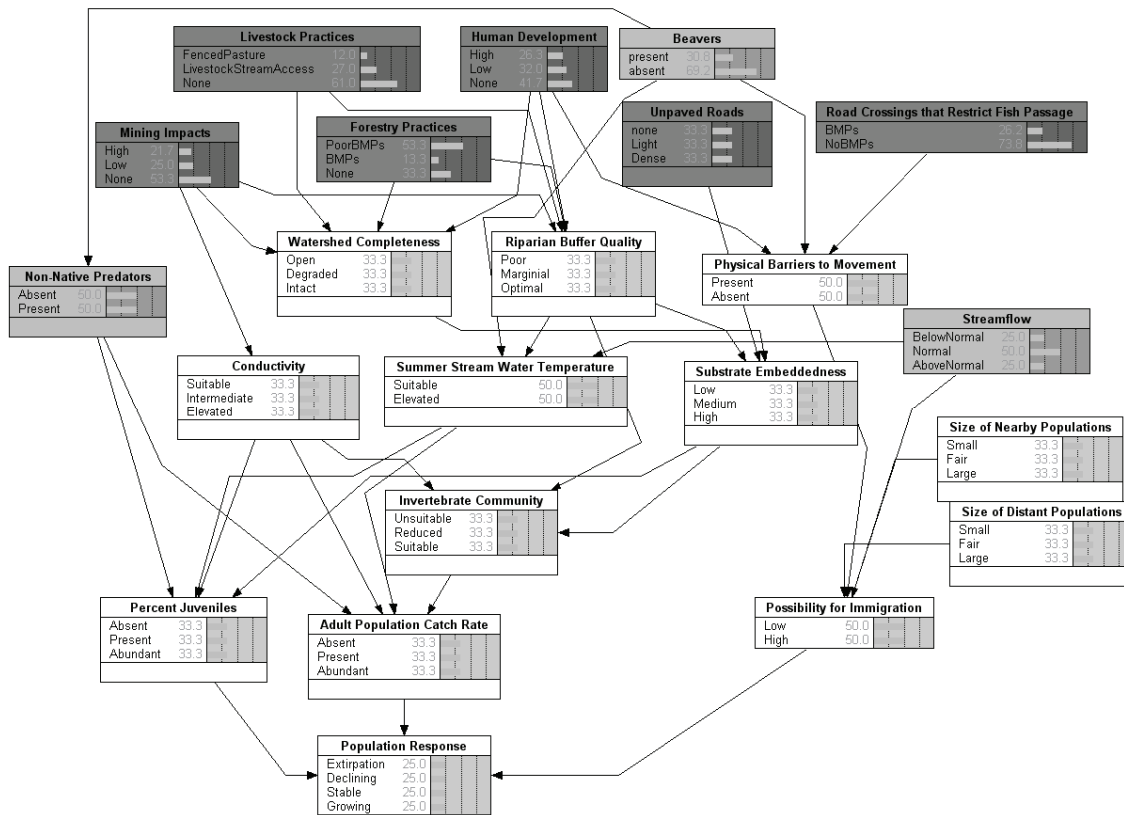 Livestock Practices
FencedPasture 12.0
LivestockStreamAccess 27.0
None 61.0
Human Development
High 26.3
Low 32.0
None 41.7
Beavers
present 30.8
absent 69.2
Mining Impacts
High 21.7
Low 25.0
None 53.3
Forestry Practices
PoorBMPs 53.3
BMPs 13.3
None 33.3
Unpaved Roads
none 33.3
Light 33.3
Dense 33.3
Road Crossings that Restrict Fish Passage
BMPs 26.2
NoBMPs 73.8
Watershed Completeness
Open 33.3
Degraded 33.3
Intact 33.3
Riparian Buffer Quality
Poor 33.3
Marginial 33.3
Optimal 33.3
Physical Barriers to Movement
Present 50.0
Absent 50.0
Non-Native Predators
Absent 50.0
Present 50.0
Streamflow
BelowNormal 25.0
Normal 50.0
AboveNormal 25.0
Conductivity
Suitable 33.3
Intermediate 33.3
Elevated 33.3
Summer Stream Water Temperature
Suitable 50.0
Elevated 50.0
Substrate Embeddedness
Low 33.3
Medium 33.3
High 33.3
Size of Nearby Populations
Small 33.3
Fair 33.3
Large 33.3
Invertebrate Community
Unsuitable 33.3
Reduced 33.3
Suitable 33.3
Size of Distant Populations
Small 33.3
Fair 33.3
Large 33.3
Percent Juveniles
Absent 33.3
Present 33.3
Abundant 33.3
Adult Population Catch Rate
Absent 33.3
Present 33.3
Abundant 33.3
Possibility for Immigration
Low 50.0
High 50.0
Population Response
Extirpation 25.0
Declining 25.0
Stable 25.0
Growing 25.0